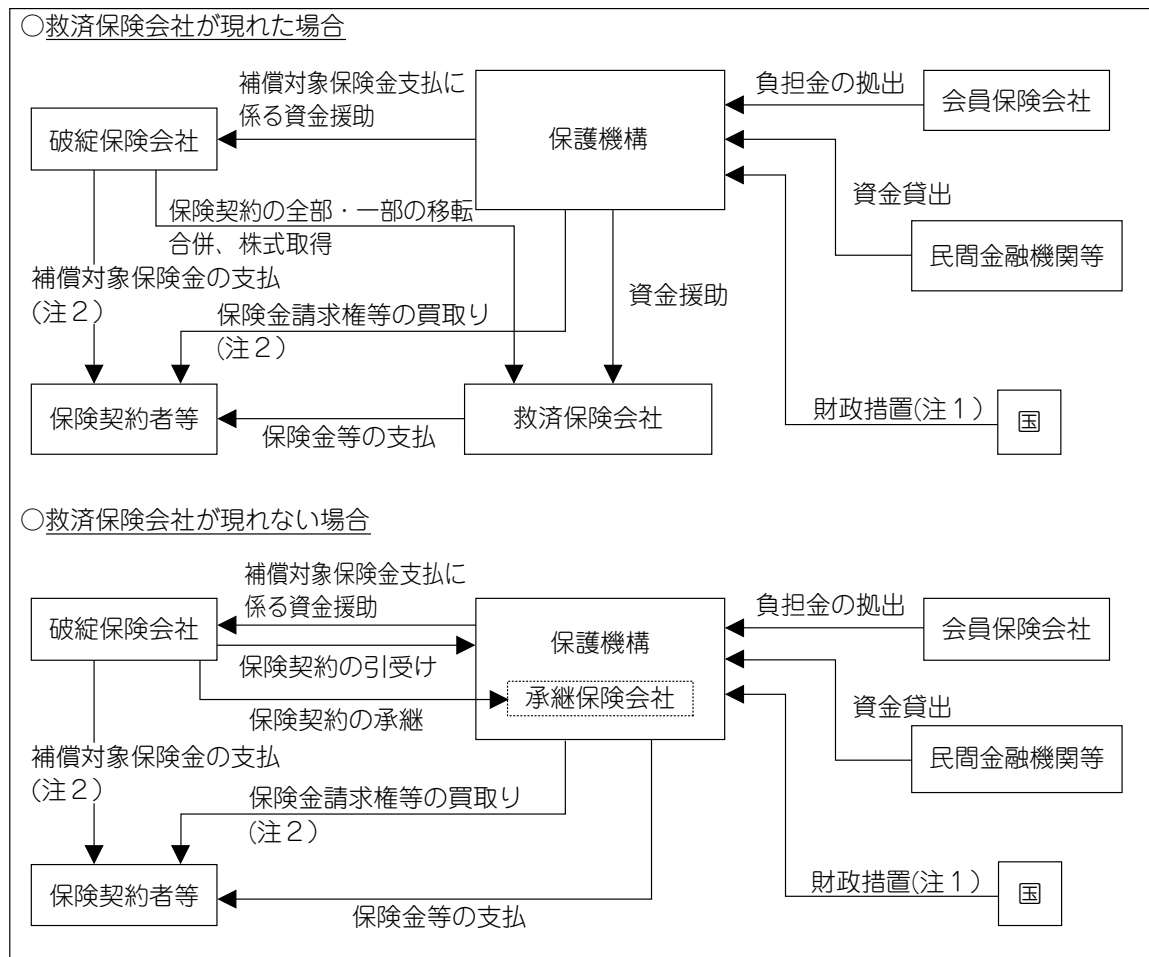 ○救済保険会社が現れた場合
補償対象保険金支払に
係る資金援助
負担金の拠出
会員保険会社
破綻保険会社
保護機構
資金貸出
保険契約の全部・一部の移転
合併、株式取得
民間金融機関等
補償対象保険金の支払
(注２)
資金援助
保険金請求権等の買取り
(注２)
保険契約者等
救済保険会社
財政措置(注１)
国
保険金等の支払
○救済保険会社が現れない場合
補償対象保険金支払に
係る資金援助
負担金の拠出
会員保険会社
破綻保険会社
保護機構
保険契約の引受け
承継保険会社
資金貸出
保険契約の承継
補償対象保険金の支払
(注２)
民間金融機関等
保険金請求権等の買取り
(注２)
保険契約者等
財政措置(注１)
国
保険金等の支払